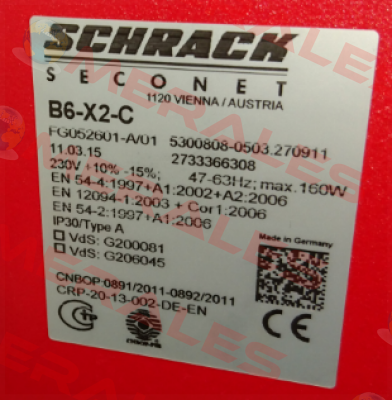 SCHRACK
SECONET
1120 VIENNA / AUSTRIA
B6-X2-C
FG052601-A/01 5300808-0503.270911
11.03.15 2733366308
230V +10% -15%; 47-63Hz; max.160W
EN 54-4:1997+A1:2002+A2:2006
EN 12094-1:2003 + Cor1:2006
EN 54-2:1997+A1:2006
IP30/Type A
Made in Germany
VdS: G200081
VdS: G206045
CNBOP 0891/2011-0892/2011
CRP-20-13-002-DE-EN
CE
CNBOP-PIB
SOMERALES